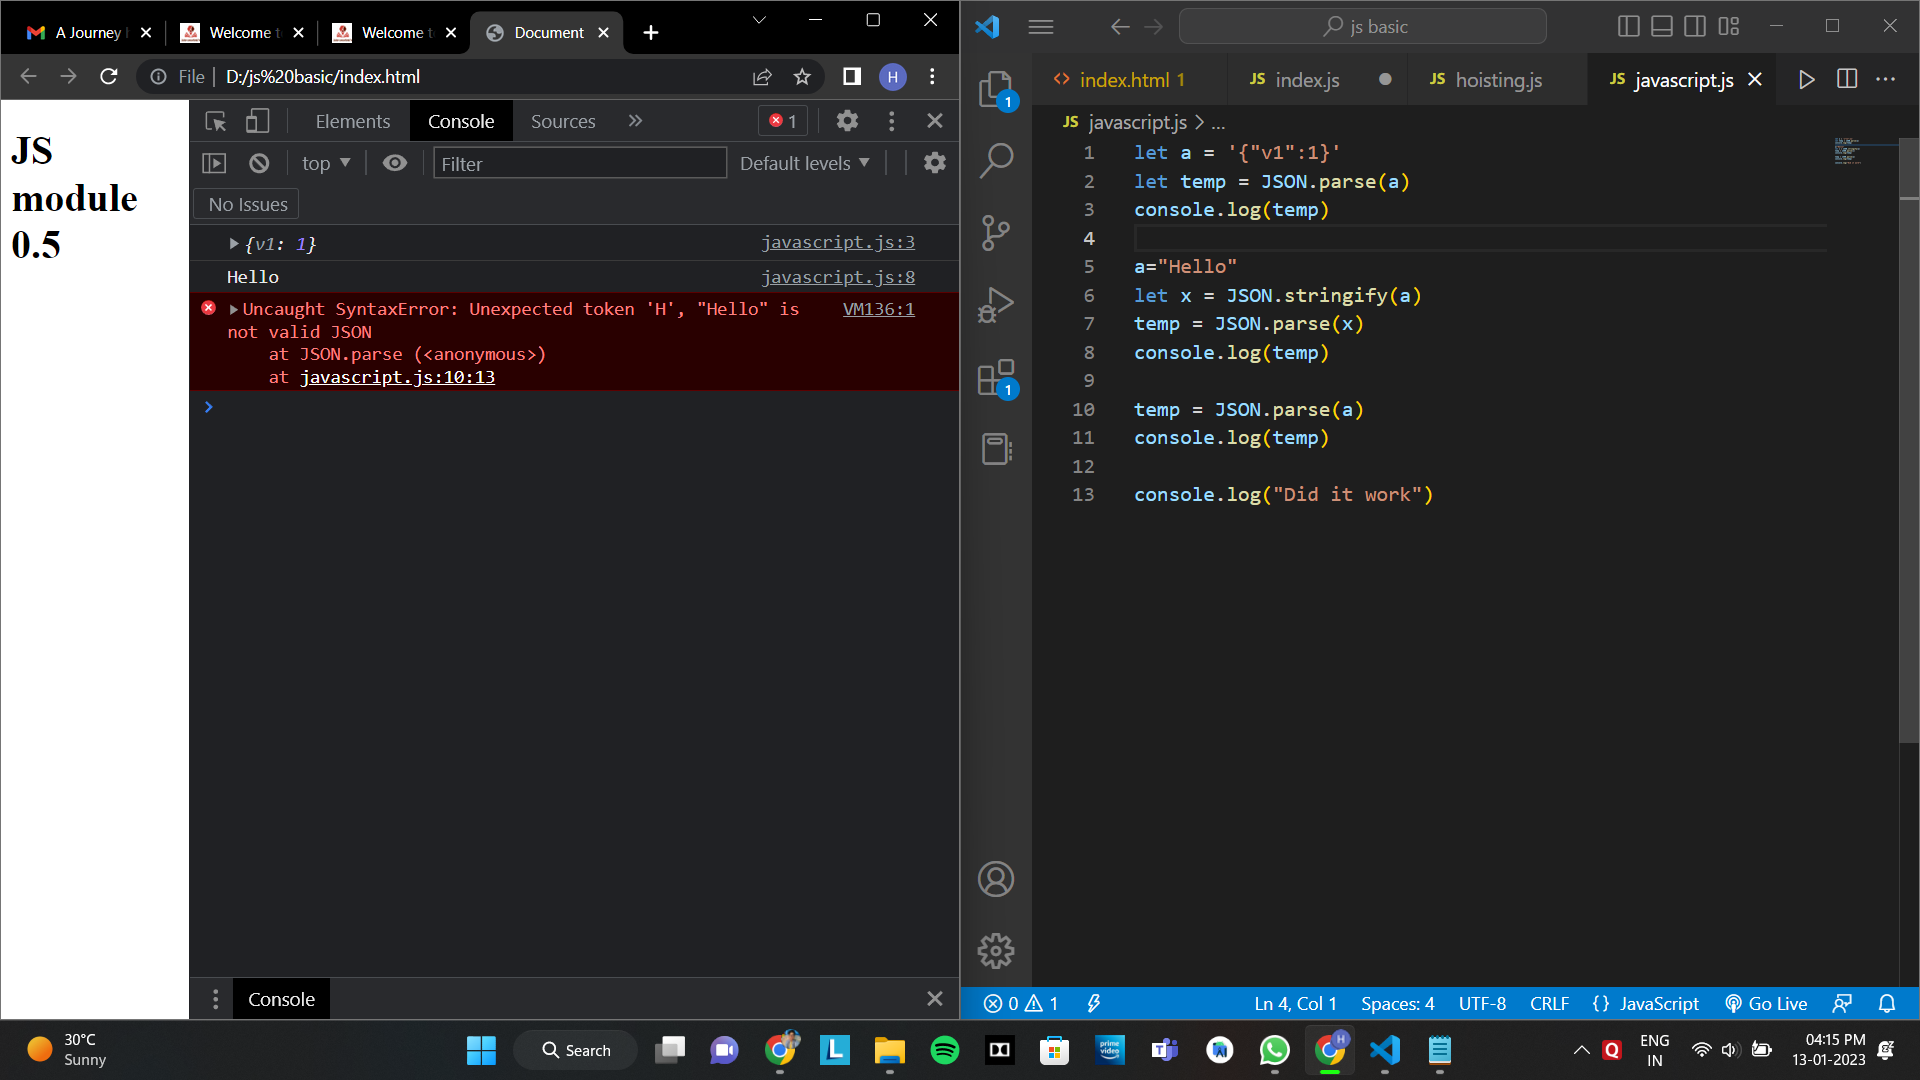 A Journey
Welcome t
Welcome t
Document
File
D:/js%20basic/index.html
H
JS
module
0.5
Elements
Console
Sources
1
top
Filter
Default levels
No Issues
{v1: 1}
javascript.js:3
Hello
javascript.js:8
Uncaught SyntaxError: Unexpected token 'H', "Hello" is
VM136:1
not valid JSON
at JSON.parse (<anonymous>)
at javascript.js:10:13
Console
js basic
index.html 1
JS index.js
JS hoisting.js
JS javascript.js
JS javascript.js > ...
1 let a = '{"v1":1}'
2 let temp = JSON.parse(a)
3 console.log(temp)
4
5 a="Hello"
6 let x = JSON.stringify(a)
7 temp = JSON.parse(x)
8 console.log(temp)
9
10 temp = JSON.parse(a)
11 console.log(temp)
12
13 console.log("Did it work")
1
1
0 1
Ln 4, Col 1
Spaces: 4
UTF-8
CRLF
{ } JavaScript
Go Live
30°C
Sunny
Search
L
prime
video
H
ENG
IN
04:15 PM
13-01-2023